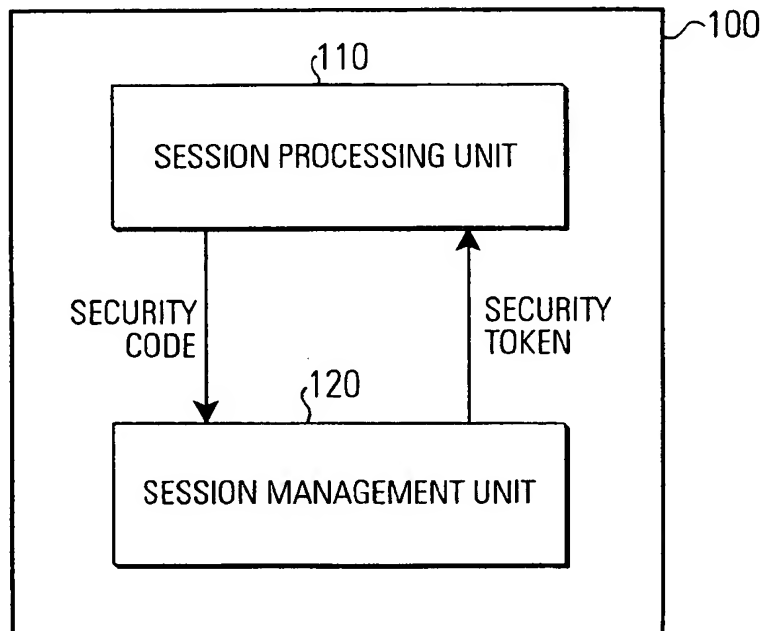 100
110
SESSION PROCESSING UNIT
SECURITY
CODE
SECURITY
TOKEN
120
SESSION MANAGEMENT UNIT